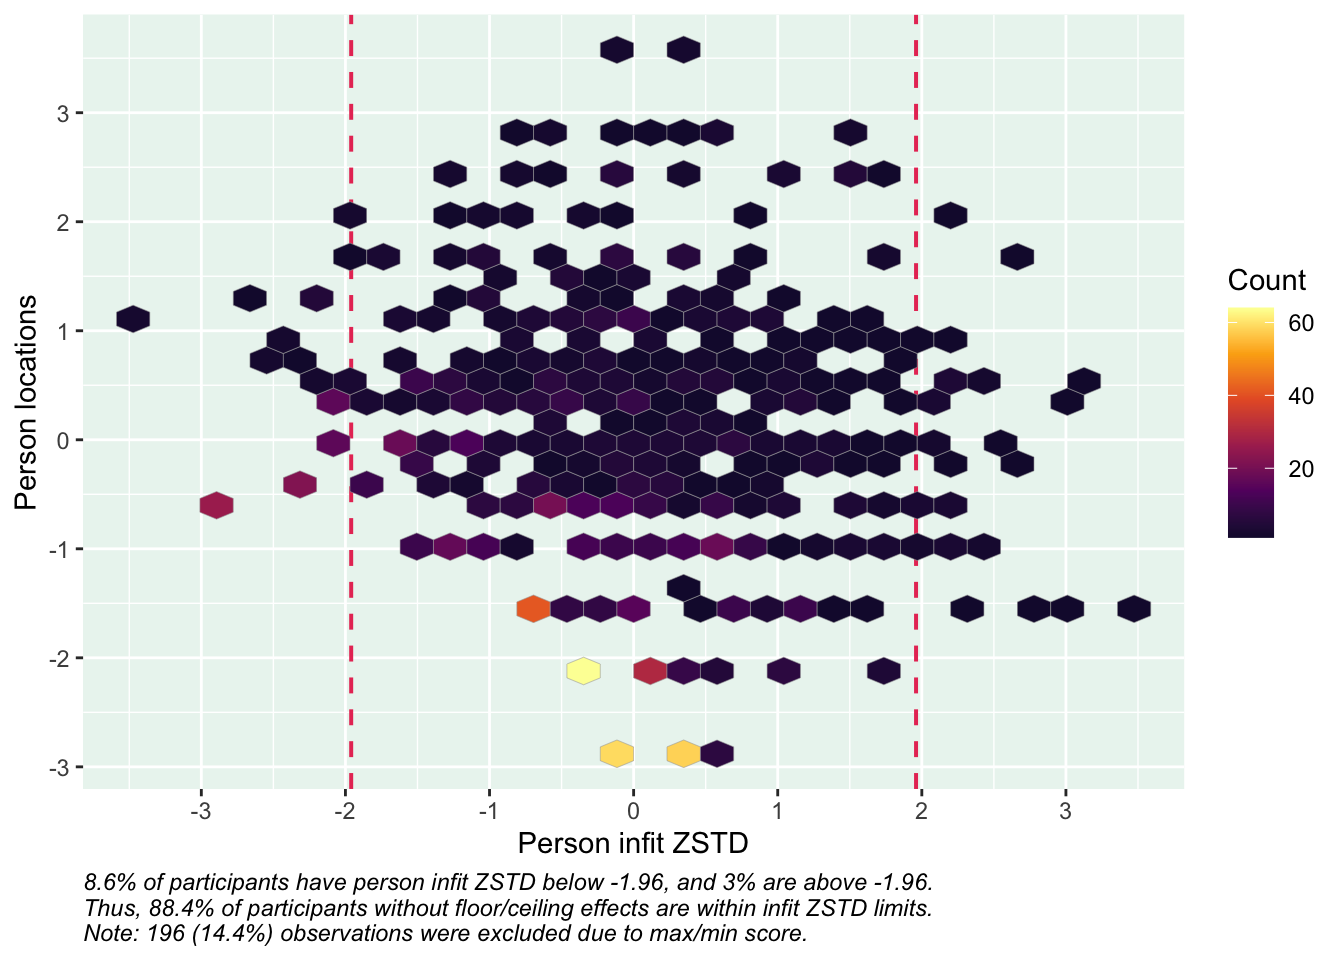 3
2
1
0
-1
-2
-3
Person locations
-3 -2 -1 0 1 2 3
Person infit ZSTD
Count
60
40
20
8.6% of participants have person infit ZSTD below -1.96, and 3% are above -1.96.
Thus, 88.4% of participants without floor/ceiling effects are within infit ZSTD limits.
Note: 196 (14.4%) observations were excluded due to max/min score.